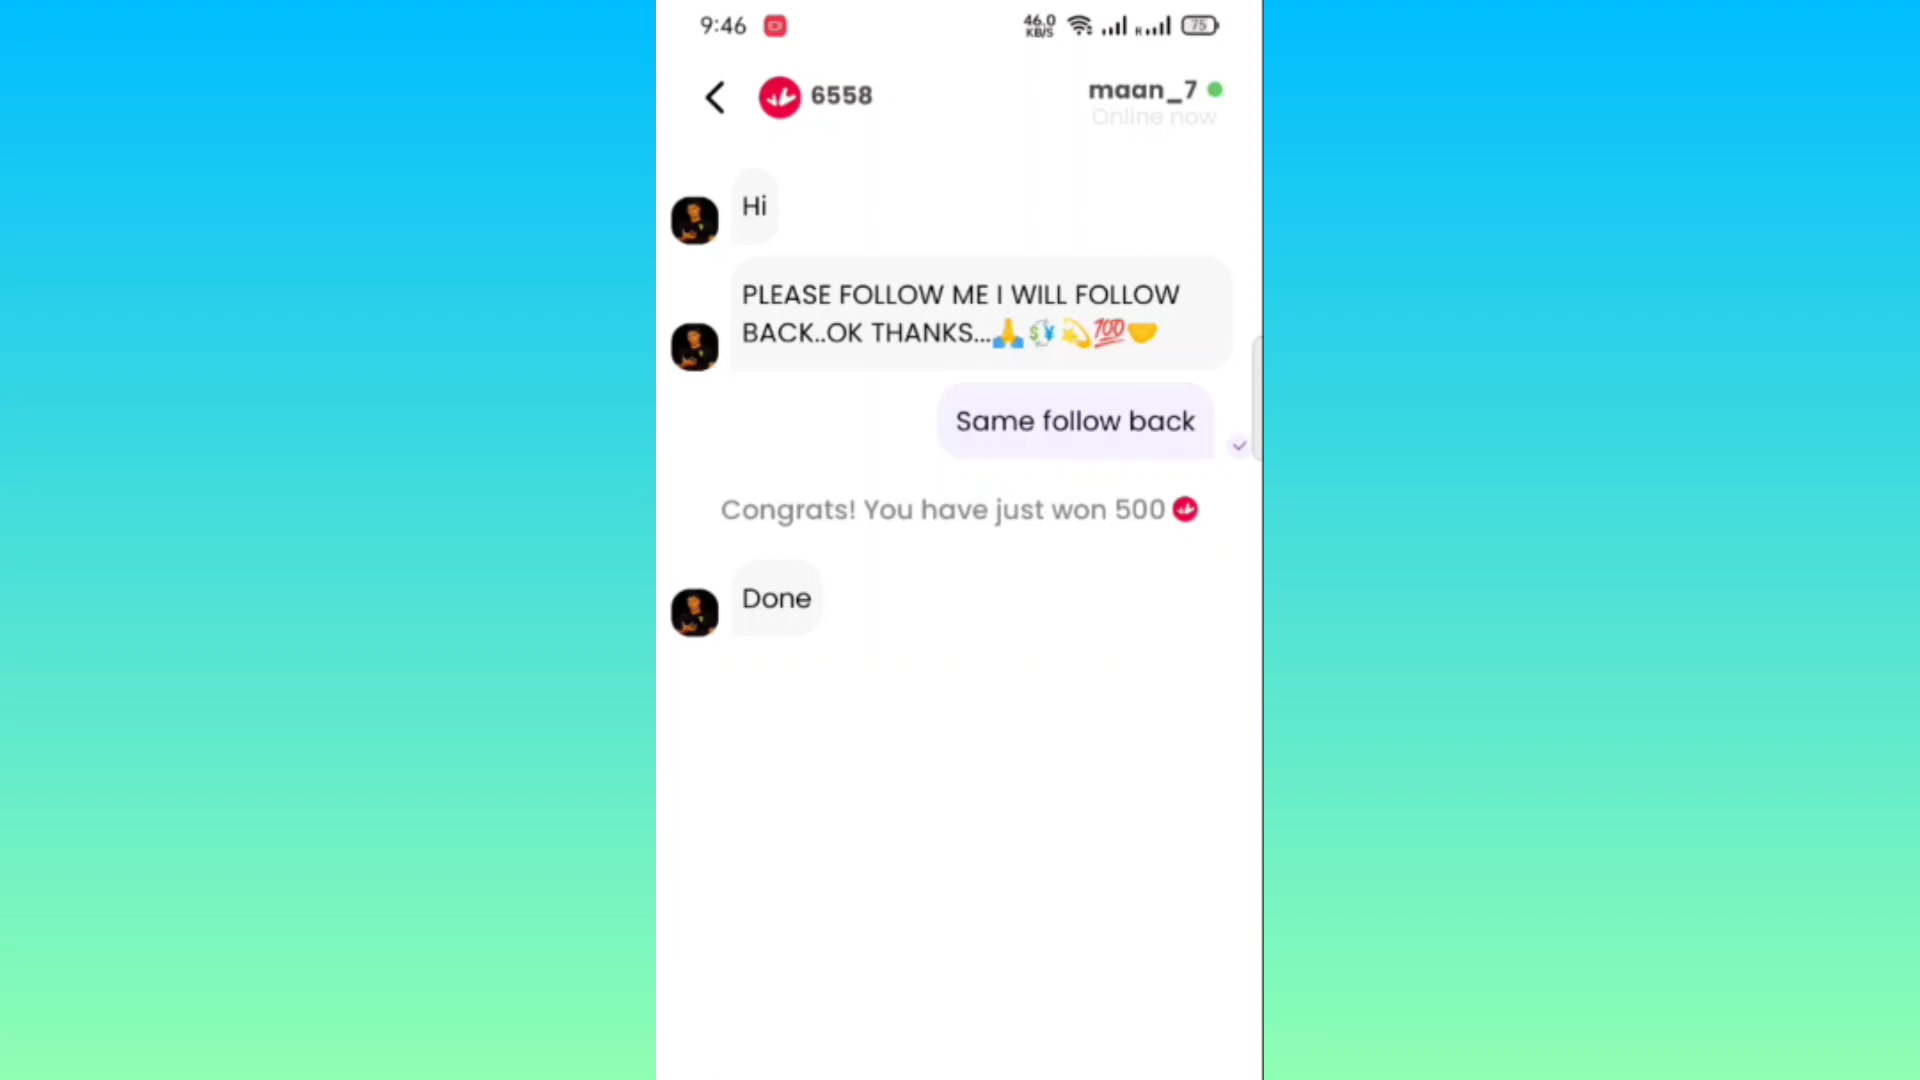 9:46
46.0
KB/S
R
75
6558
maan_7
Online now
Hi
PLEASE FOLLOW ME I WILL FOLLOW
BACK..OK THANKS...🙏💱💫💯🤝
Same follow back
Congrats! You have just won 500
Done